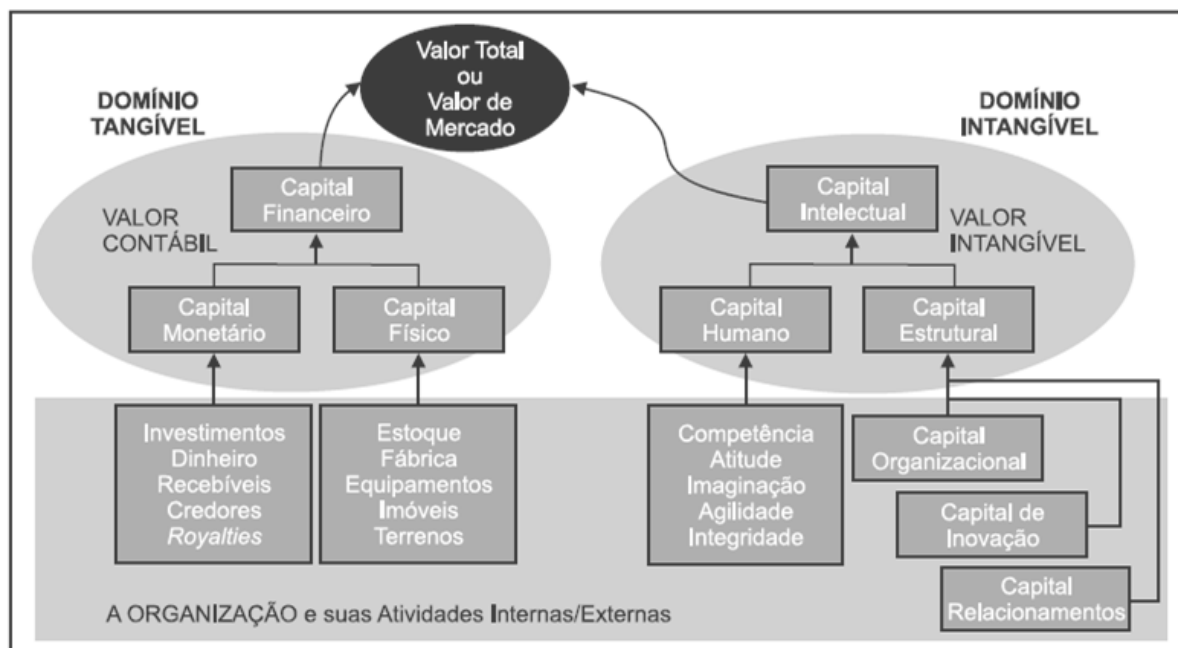 Valor Total
ou
Valor de
Mercado
DOMÍNIO
TANGÍVEL
DOMÍNIO
INTANGÍVEL
Capital
Financeiro
VALOR
CONTÁBIL
Capital
Monetário
Capital
Físico
Capital
Intelectual
VALOR
INTANGÍVEL
Capital
Humano
Capital
Estrutural
Investimentos
Dinheiro
Recebíveis
Credores
Royalties
Estoque
Fábrica
Equipamentos
Imóveis
Terrenos
Competência
Atitude
Imaginação
Agilidade
Integridade
Capital
Organizacional
Capital de
Inovação
Capital
Relacionamentos
A ORGANIZAÇÃO e suas Atividades Internas/Externas